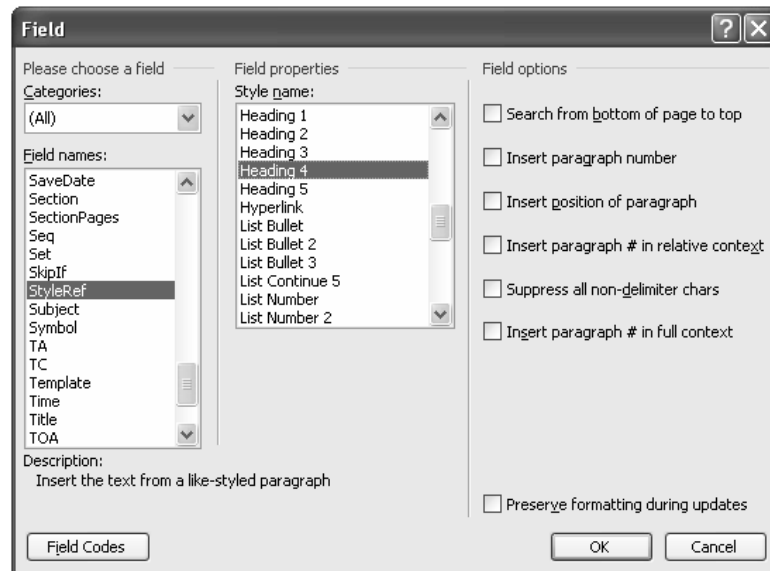 Field
Please choose a field
Categories:
(All)
Field names:
SaveDate
Section
SectionPages
Seq
Set
SkipIf
StyleRef
Subject
Symbol
TA
TC
Template
Time
Title
TOA
Description:
Insert the text from a like-styled paragraph
Field Codes
Field properties
Style name:
Heading 1
Heading 2
Heading 3
Heading 4
Heading 5
Hyperlink
List Bullet
List Bullet 2
List Bullet 3
List Continue 5
List Number
List Number 2
Field options
Search from bottom of page to top
Insert paragraph number
Insert position of paragraph
Insert paragraph # in relative context
Suppress all non-delimiter chars
Insert paragraph # in full context
Preserve formatting during updates
OK
Cancel